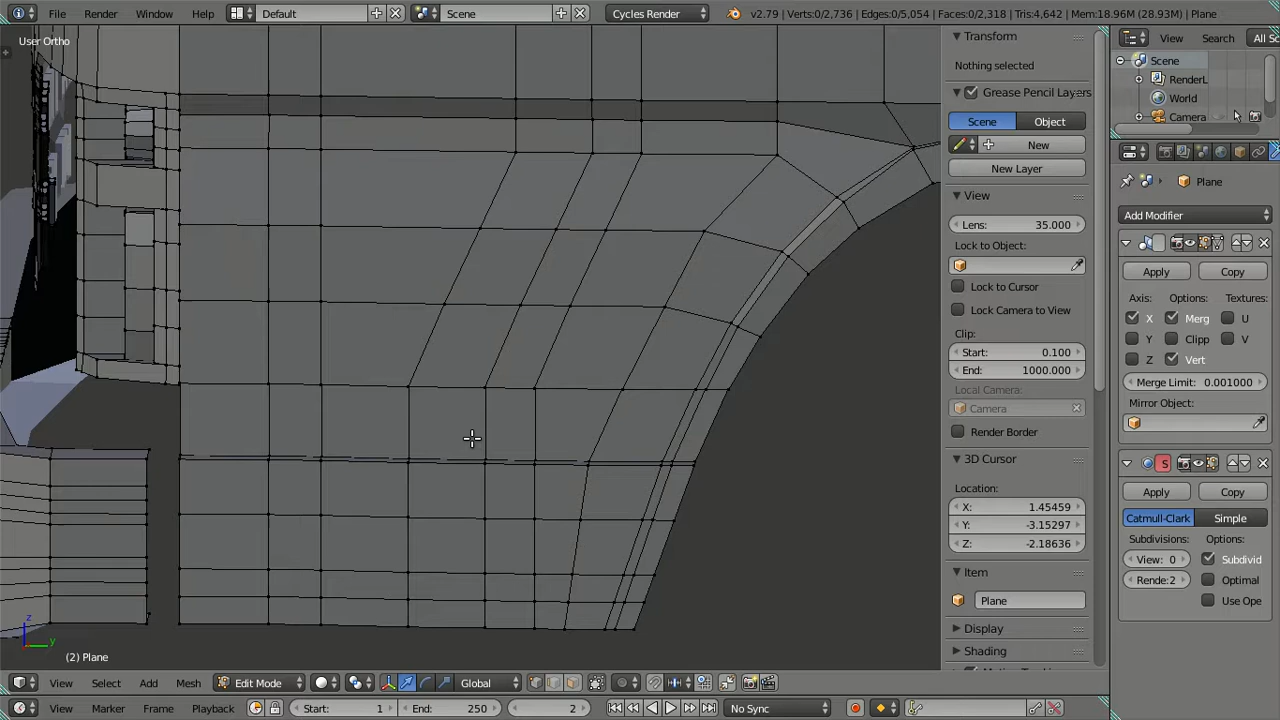 File Render Window Help Default Scene Cycles Render v2.79 | Verts:0/2,736 | Edges:0/5,054 | Faces:0/2,318 | Tris:4,642 | Mem:18.96M (28.93M) | Plane
User Ortho
Transform
Nothing selected
Grease Pencil Layers
Scene Object
New
New Layer
View
Lens: 35.000
Lock to Object:
Lock to Cursor
Lock Camera to View
Clip:
Start: 0.100
End: 1000.000
Local Camera:
Camera
Render Border
3D Cursor
Location:
X: 1.45459
Y: -3.15297
Z: -2.18636
Item
Plane
Display
Shading
View Search All Sc
Scene
RenderL
World
Camera
Plane
Add Modifier
Apply Copy
Axis: Options: Textures:
X Merg U
Y Clipp V
Z Vert
Merge Limit: 0.001000
Mirror Object:
S
Apply Copy
Catmull-Clark Simple
Subdivisions: Options:
View: 0 Subdivid
Rende:2 Optimal
Use Ope
z
y
(2) Plane
View Select Add Mesh Edit Mode Global
View Marker Frame Playback Start: 1 End: 250 2 No Sync